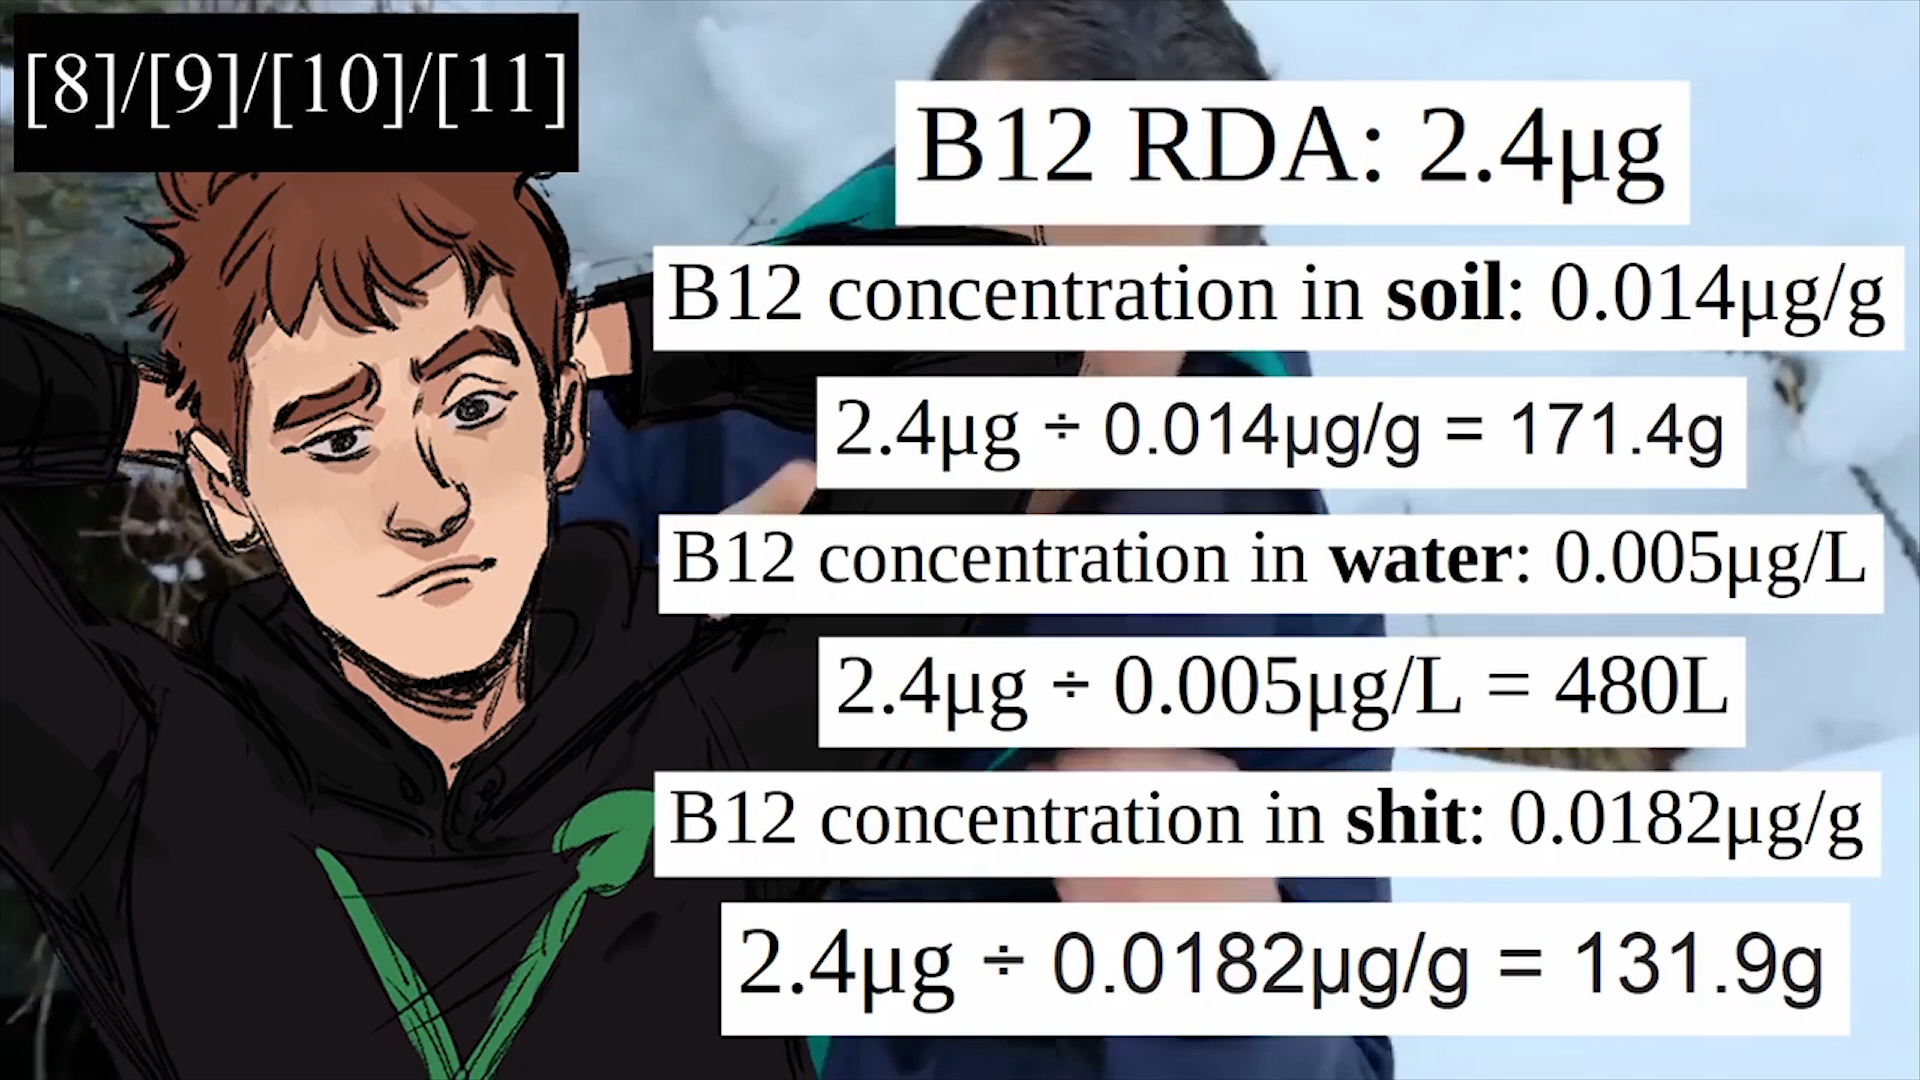 [8]/[9]/[10]/[11]
B12 RDA: 2.4μg
B12 concentration in soil: 0.014μg/g
2.4μg ÷ 0.014μg/g = 171.4g
B12 concentration in water: 0.005μg/L
2.4μg ÷ 0.005μg/L = 480L
B12 concentration in shit: 0.0182μg/g
2.4μg ÷ 0.0182μg/g = 131.9g